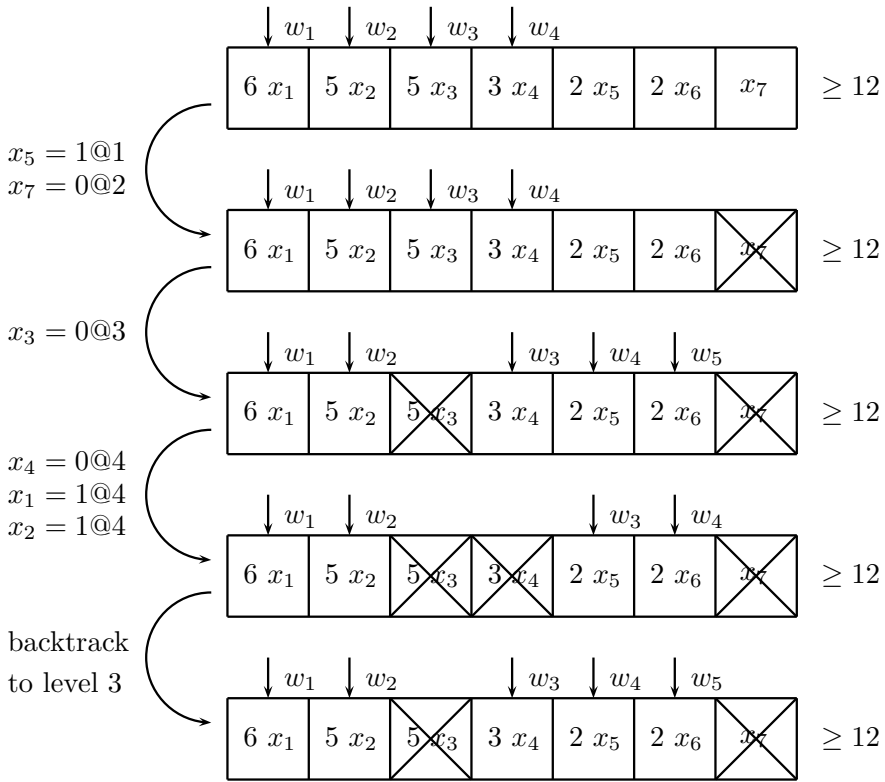 w₁ w₂ w₃ w₄
6 x₁ 5 x₂ 5 x₃ 3 x₄ 2 x₅ 2 x₆ x₇ ≥ 12
x₅ = 1@1
x₇ = 0@2
w₁ w₂ w₃ w₄
6 x₁ 5 x₂ 5 x₃ 3 x₄ 2 x₅ 2 x₆ x₇ ≥ 12
x₃ = 0@3
w₁ w₂ w₃ w₄ w₅
6 x₁ 5 x₂ 5 x₃ 3 x₄ 2 x₅ 2 x₆ x₇ ≥ 12
x₄ = 0@4
x₁ = 1@4
x₂ = 1@4
w₁ w₂ w₃ w₄
6 x₁ 5 x₂ 5 x₃ 3 x₄ 2 x₅ 2 x₆ x₇ ≥ 12
backtrack
to level 3
w₁ w₂ w₃ w₄ w₅
6 x₁ 5 x₂ 5 x₃ 3 x₄ 2 x₅ 2 x₆ x₇ ≥ 12